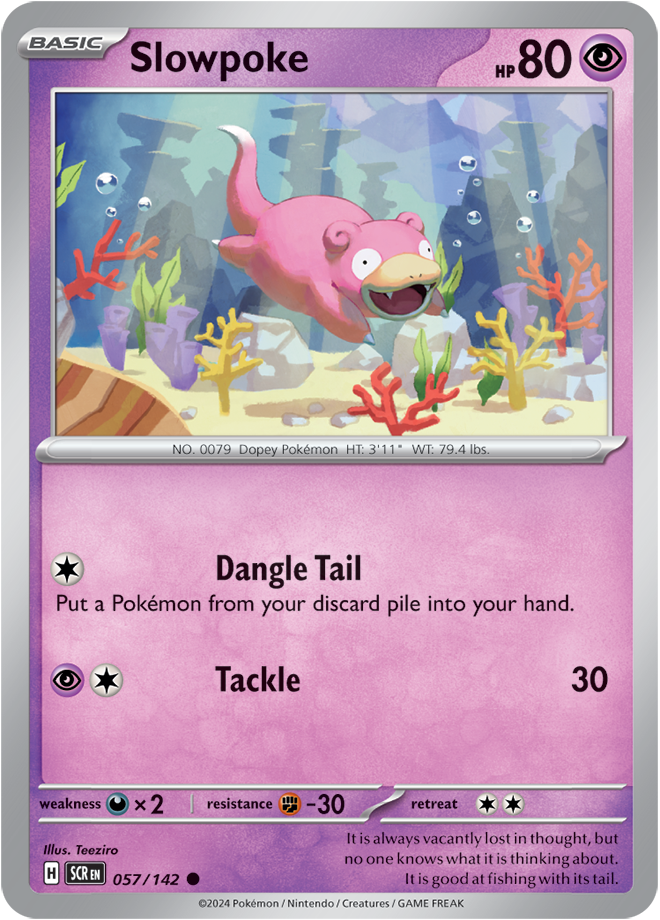 BASIC Slowpoke HP 80
NO. 0079 Dopey Pokémon HT: 3'11" WT: 79.4 lbs.
Dangle Tail
Put a Pokémon from your discard pile into your hand.
Tackle 30
weakness ×2 resistance -30 retreat
Illus. Teeziro
It is always vacantly lost in thought, but
no one knows what it is thinking about.
It is good at fishing with its tail.
H SCR EN 057/142
©2024 Pokémon / Nintendo / Creatures / GAME FREAK